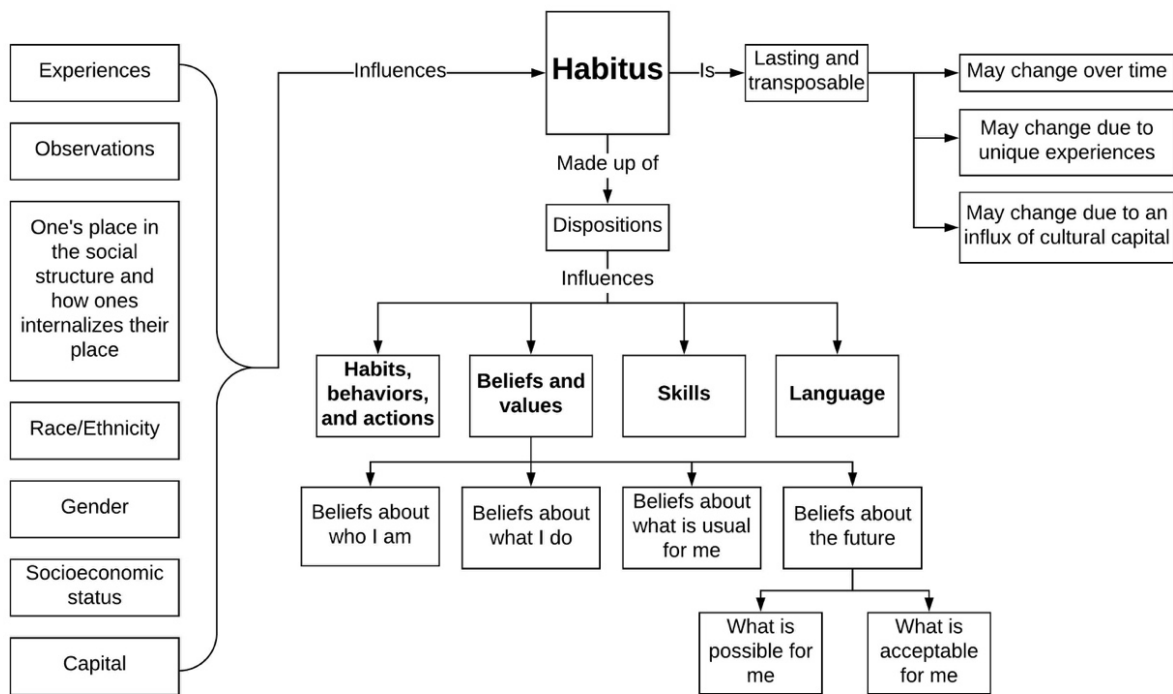 Experiences
Observations
One's place in
the social
structure and
how ones
internalizes their
place
Race/Ethnicity
Gender
Socioeconomic
status
Capital
Influences
Habitus
Is
Lasting and
transposable
May change over time
May change due to
unique experiences
May change due to an
influx of cultural capital
Made up of
Dispositions
Influences
Habits,
behaviors,
and actions
Beliefs and
values
Skills
Language
Beliefs about
who I am
Beliefs about
what I do
Beliefs about
what is usual
for me
Beliefs about
the future
What is
possible for
me
What is
acceptable
for me